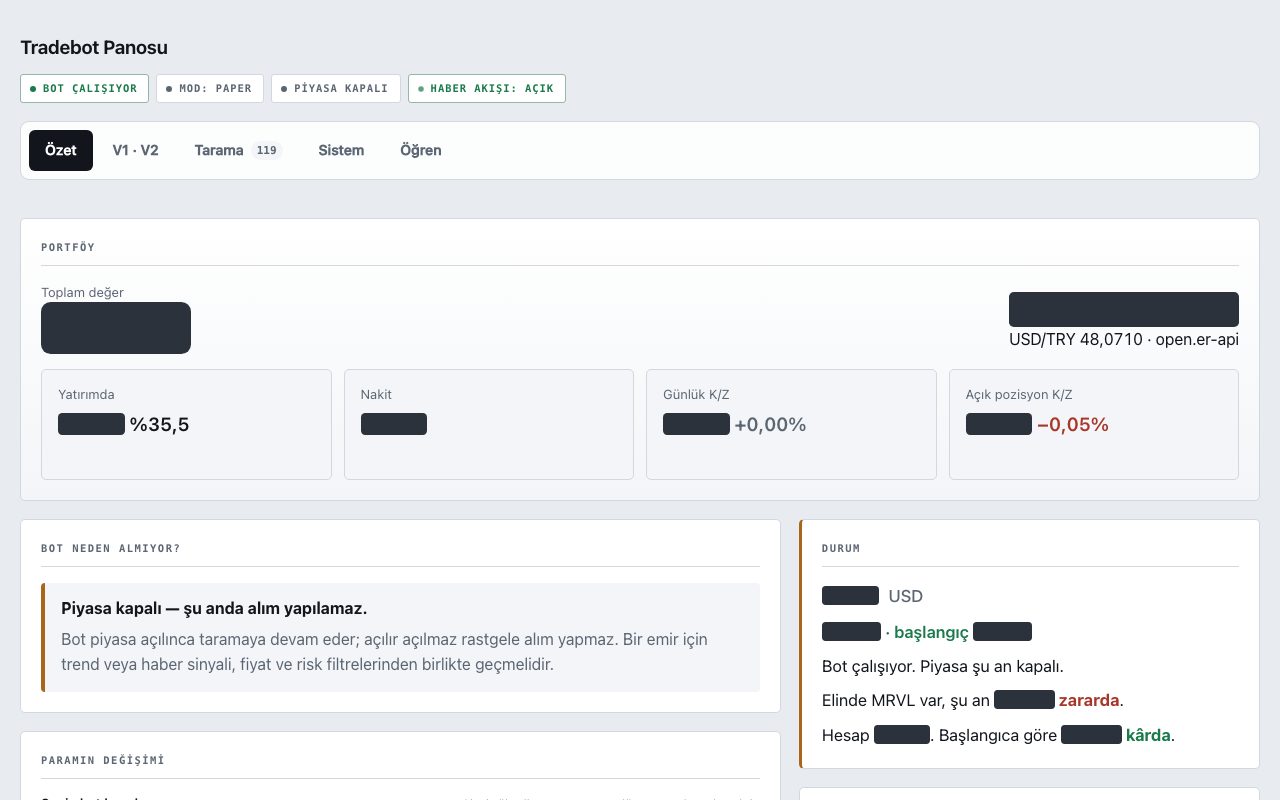 Tradebot Panosu
BOT ÇALIŞIYOR
MOD: PAPER
PİYASA KAPALI
HABER AKIŞI: AÇIK
Özet
V1 · V2
Tarama 119
Sistem
Öğren
PORTFÖY
Toplam değer
USD/TRY 48,0710 · open.er-api
Yatırımda
%35,5
Nakit
Günlük K/Z
+0,00%
Açık pozisyon K/Z
−0,05%
BOT NEDEN ALMIYOR?
Piyasa kapalı — şu anda alım yapılamaz.
Bot piyasa açılınca taramaya devam eder; açılır açılmaz rastgele alım yapmaz. Bir emir için
trend veya haber sinyali, fiyat ve risk filtrelerinden birlikte geçmelidir.
DURUM
USD
· başlangıç
Bot çalışıyor. Piyasa şu an kapalı.
Elinde MRVL var, şu an zararda.
Hesap . Başlangıca göre kârda.
PARAMIN DEĞİŞİMİ